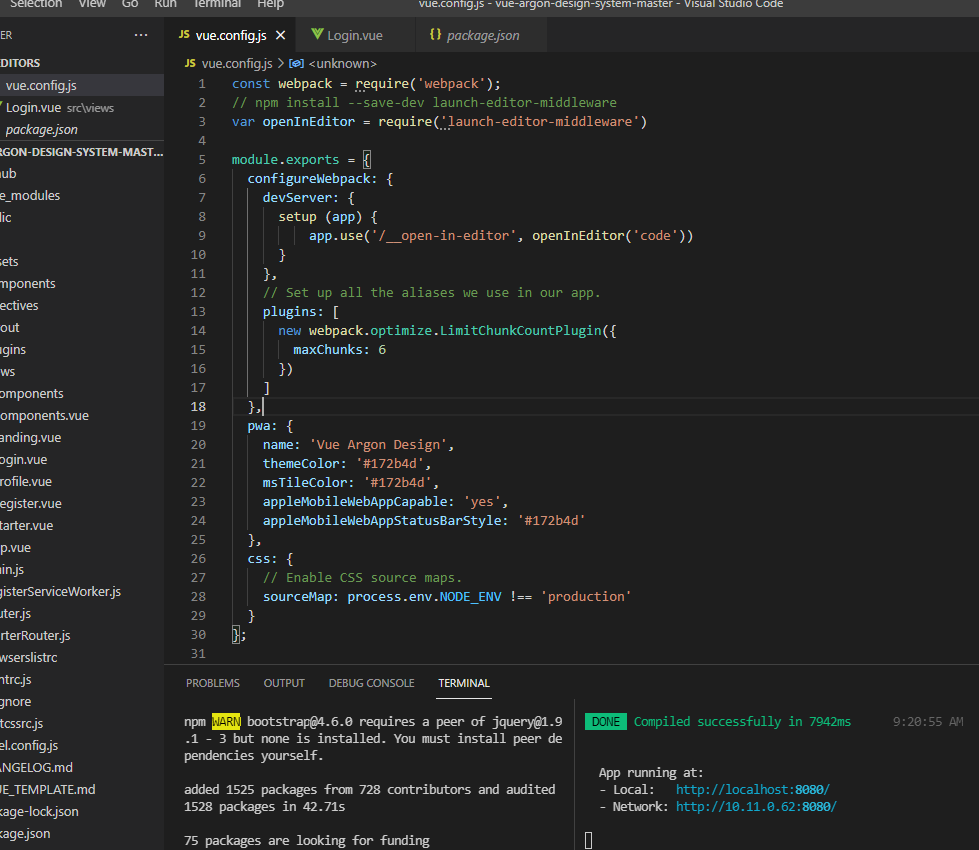 Selection View Go Run Terminal Help
vue.config.js - vue-argon-design-system-master - Visual Studio Code
ER ···
EDITORS
vue.config.js
Login.vue src\views
package.json
RGON-DESIGN-SYSTEM-MAST...
ub
e_modules
lic
sets
mponents
ectives
out
gins
ws
omponents
omponents.vue
anding.vue
ogin.vue
rofile.vue
egister.vue
tarter.vue
p.vue
in.js
gisterServiceWorker.js
uter.js
rterRouter.js
wserslistrc
ntrc.js
gnore
tcssrc.js
el.config.js
ANGELOG.md
UE_TEMPLATE.md
kage-lock.json
kage.json
JS vue.config.js × Login.vue {} package.json
JS vue.config.js > <unknown>
1 const webpack = require('webpack');
2 // npm install --save-dev launch-editor-middleware
3 var openInEditor = require('launch-editor-middleware')
4
5 module.exports = {
6 configureWebpack: {
7 devServer: {
8 setup (app) {
9 app.use('/__open-in-editor', openInEditor('code'))
10 }
11 },
12 // Set up all the aliases we use in our app.
13 plugins: [
14 new webpack.optimize.LimitChunkCountPlugin({
15 maxChunks: 6
16 })
17 ]
18 },
19 pwa: {
20 name: 'Vue Argon Design',
21 themeColor: '#172b4d',
22 msTileColor: '#172b4d',
23 appleMobileWebAppCapable: 'yes',
24 appleMobileWebAppStatusBarStyle: '#172b4d'
25 },
26 css: {
27 // Enable CSS source maps.
28 sourceMap: process.env.NODE_ENV !== 'production'
29 }
30 };
31
PROBLEMS OUTPUT DEBUG CONSOLE TERMINAL
npm WARN bootstrap@4.6.0 requires a peer of jquery@1.9
.1 - 3 but none is installed. You must install peer de
pendencies yourself.
added 1525 packages from 728 contributors and audited
1528 packages in 42.71s
75 packages are looking for funding
DONE Compiled successfully in 7942ms 9:20:55 AM
App running at:
- Local: http://localhost:8080/
- Network: http://10.11.0.62:8080/